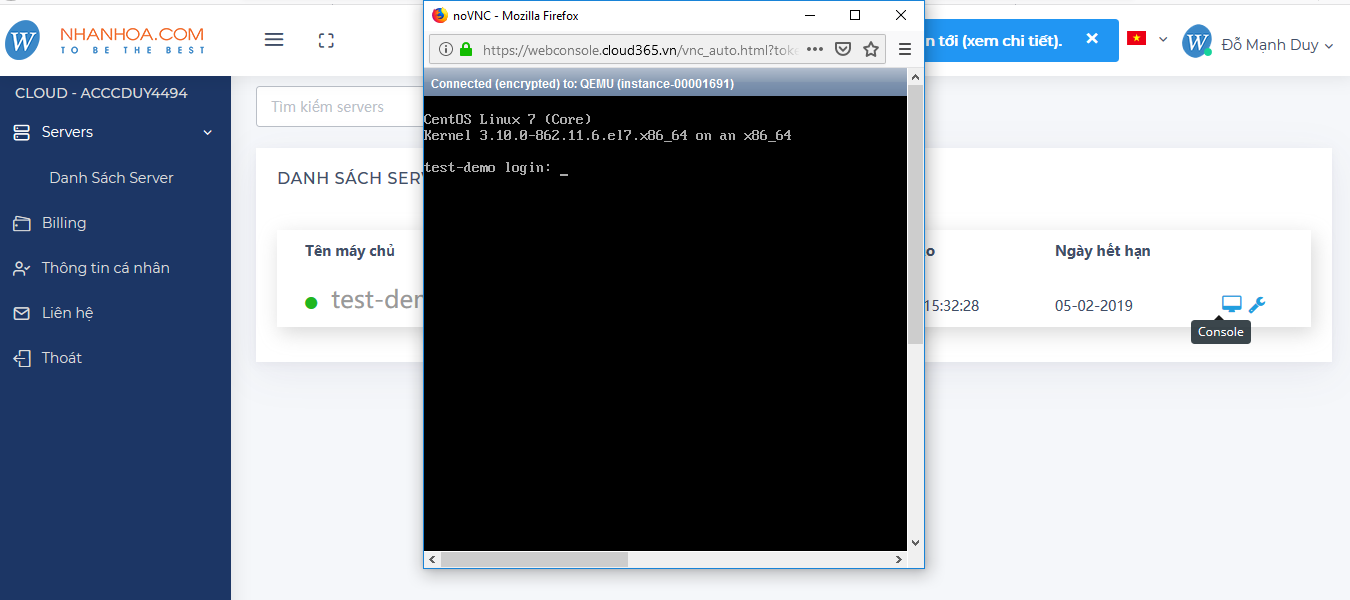 noVNC - Mozilla Firefox
NHANHOA.COM
TO BE THE BEST
W
https://webconsole.cloud365.vn/vnc_auto.html?toke
n tới (xem chi tiết).
W
Đỗ Mạnh Duy
Connected (encrypted) to: QEMU (instance-00001691)
CLOUD - ACCCDUY4494
Servers
Danh Sách Server
Billing
Thông tin cá nhân
Liên hệ
Thoát
Tìm kiếm servers
CentOS Linux 7 (Core)
Kernel 3.10.0-862.11.6.el7.x86_64 on an x86_64
test-demo login: _
DANH SÁCH SER
Tên máy chủ
o
Ngày hết hạn
test-der
15:32:28
05-02-2019
Console